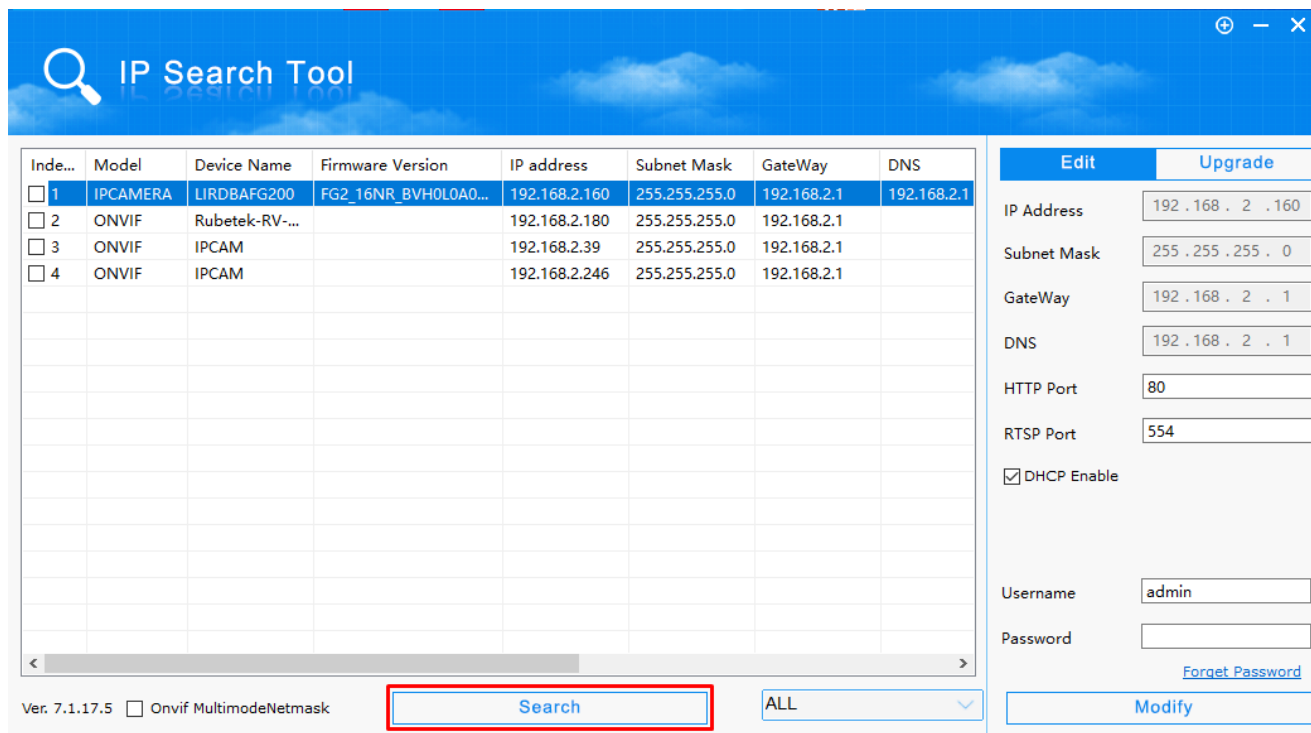 IP Search Tool
Inde... Model Device Name Firmware Version IP address Subnet Mask GateWay DNS
1 IPCAMERA LIRDBAFG200 FG2_16NR_BVH0L0A0... 192.168.2.160 255.255.255.0 192.168.2.1 192.168.2.1
2 ONVIF Rubetek-RV-... 192.168.2.180 255.255.255.0 192.168.2.1
3 ONVIF IPCAM 192.168.2.39 255.255.255.0 192.168.2.1
4 ONVIF IPCAM 192.168.2.246 255.255.255.0 192.168.2.1
Ver. 7.1.17.5 Onvif MultimodeNetmask Search ALL
Edit Upgrade
IP Address 192 . 168 . 2 . 160
Subnet Mask 255 . 255 . 255 . 0
GateWay 192 . 168 . 2 . 1
DNS 192 . 168 . 2 . 1
HTTP Port 80
RTSP Port 554
DHCP Enable
Username admin
Password
Forget Password
Modify